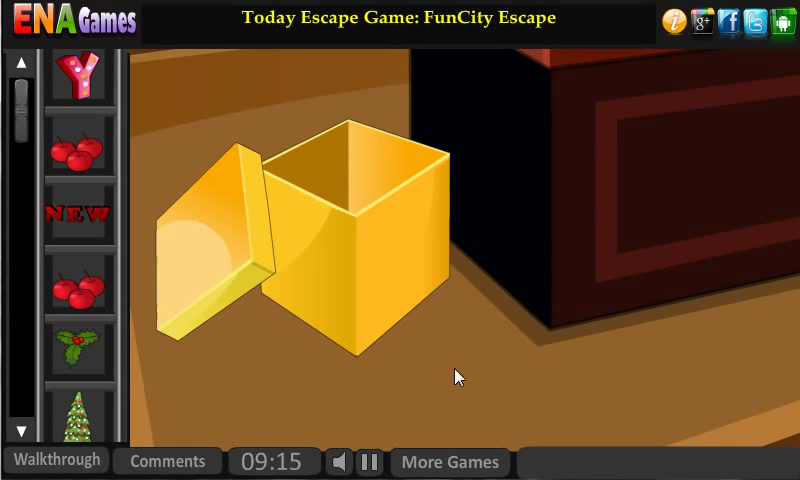 ENA Games
Today Escape Game: FunCity Escape
i g+ f t
Y
NEW
Walkthrough
Comments
09:15
More Games